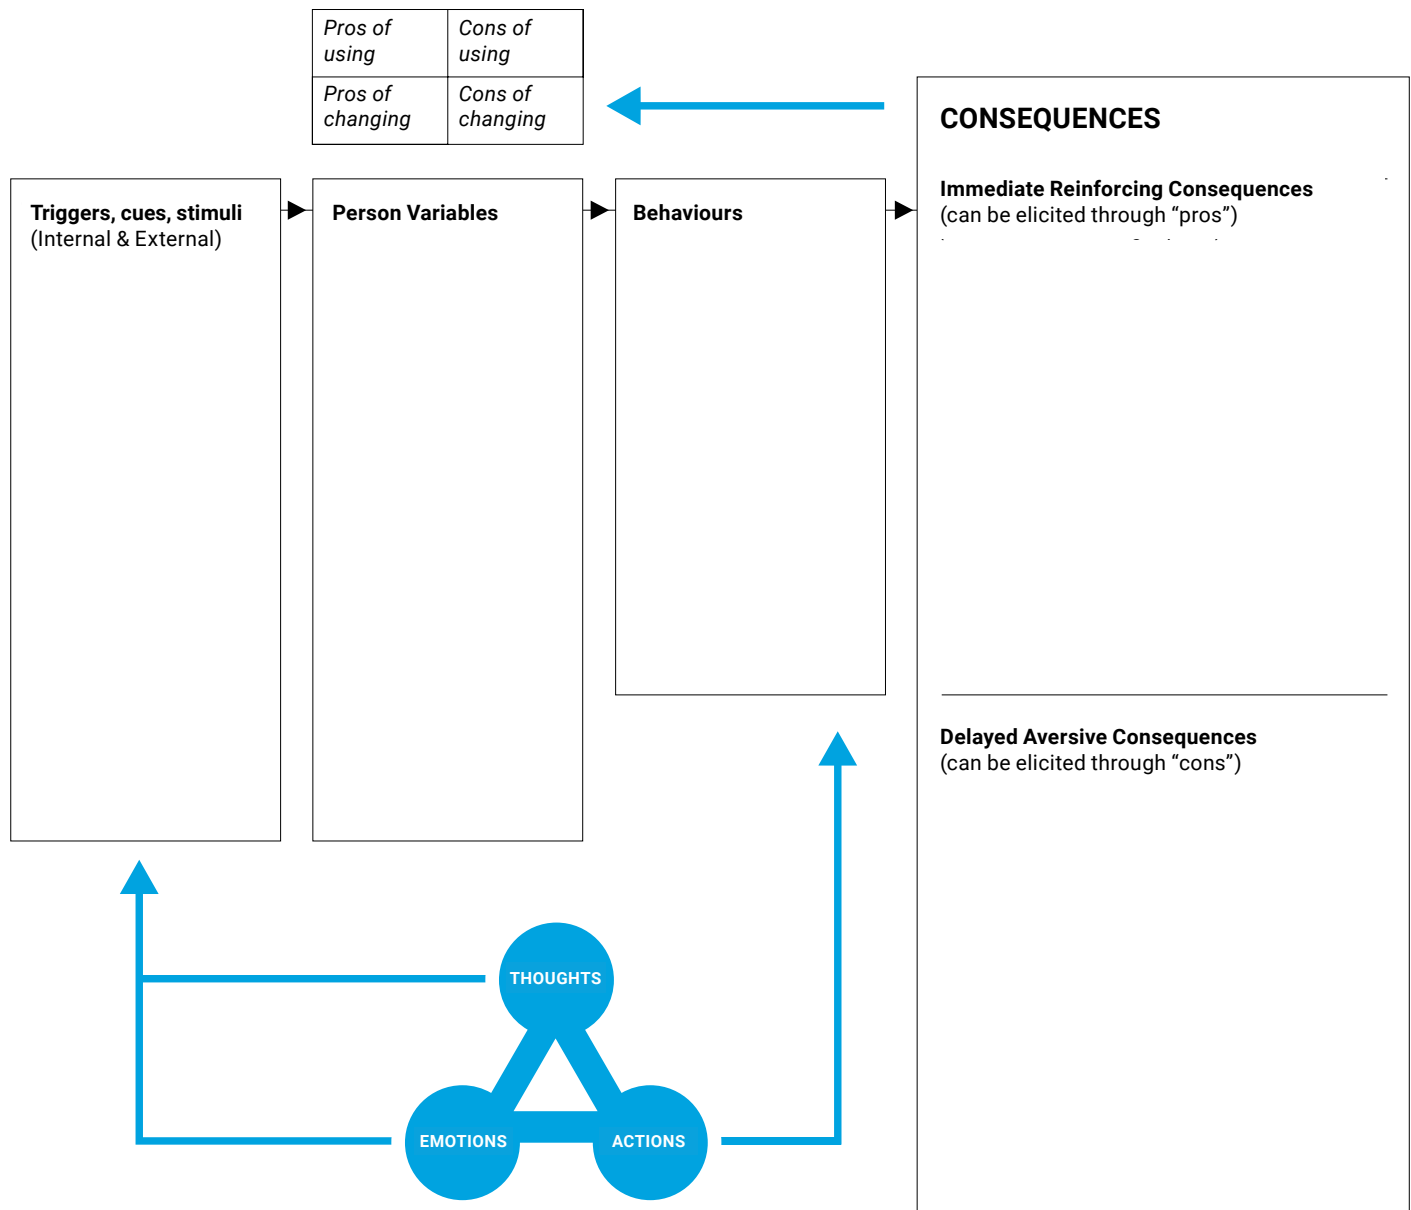 Pros of
using
Cons of
using
Pros of
changing
Cons of
changing
CONSEQUENCES
Immediate Reinforcing Consequences
(can be elicited through “pros”)
Triggers, cues, stimuli
(Internal & External)
Person Variables
Behaviours
Delayed Aversive Consequences
(can be elicited through “cons”)
THOUGHTS
EMOTIONS
ACTIONS